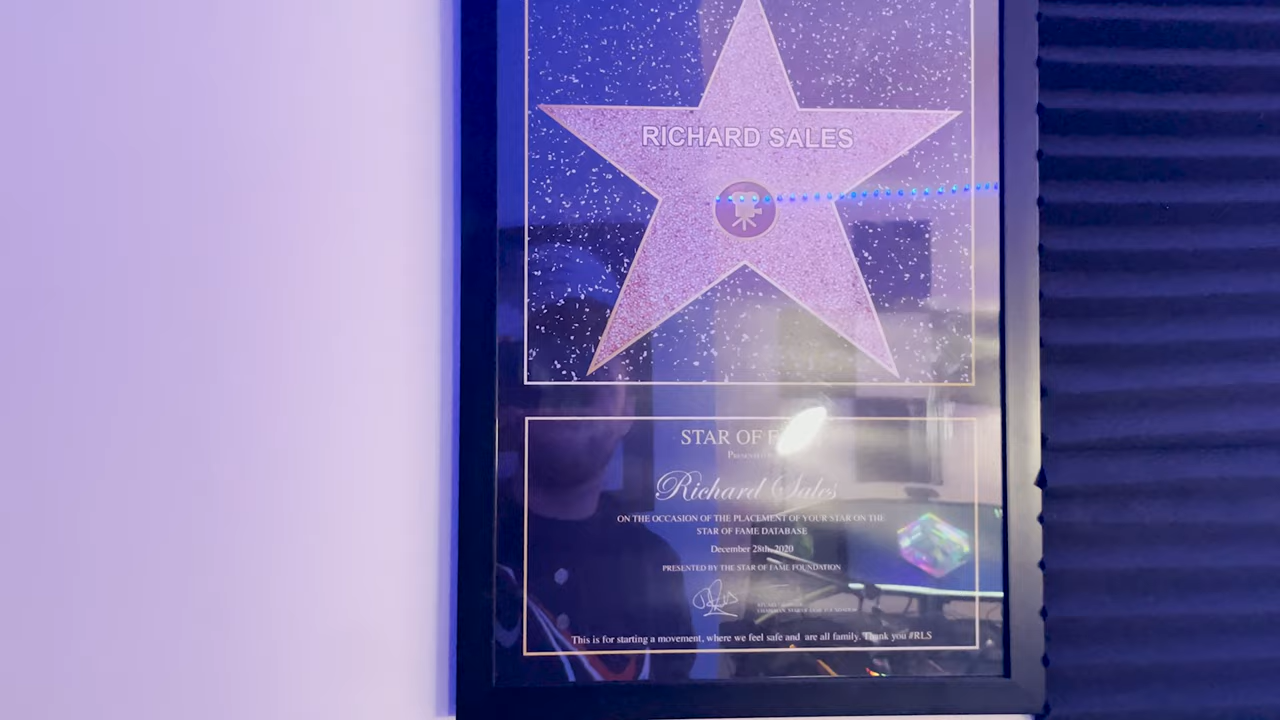 RICHARD SALES
STAR OF
Richard Sales
ON THE OCCASION OF THE PLACEMENT OF YOUR STAR ON THE
STAR OF FAME DATABASE
December 28th, 2020
PRESENTED BY THE STAR OF FAME FOUNDATION
This is for starting a movement, where we feel safe and are all family. Thank you #RLS